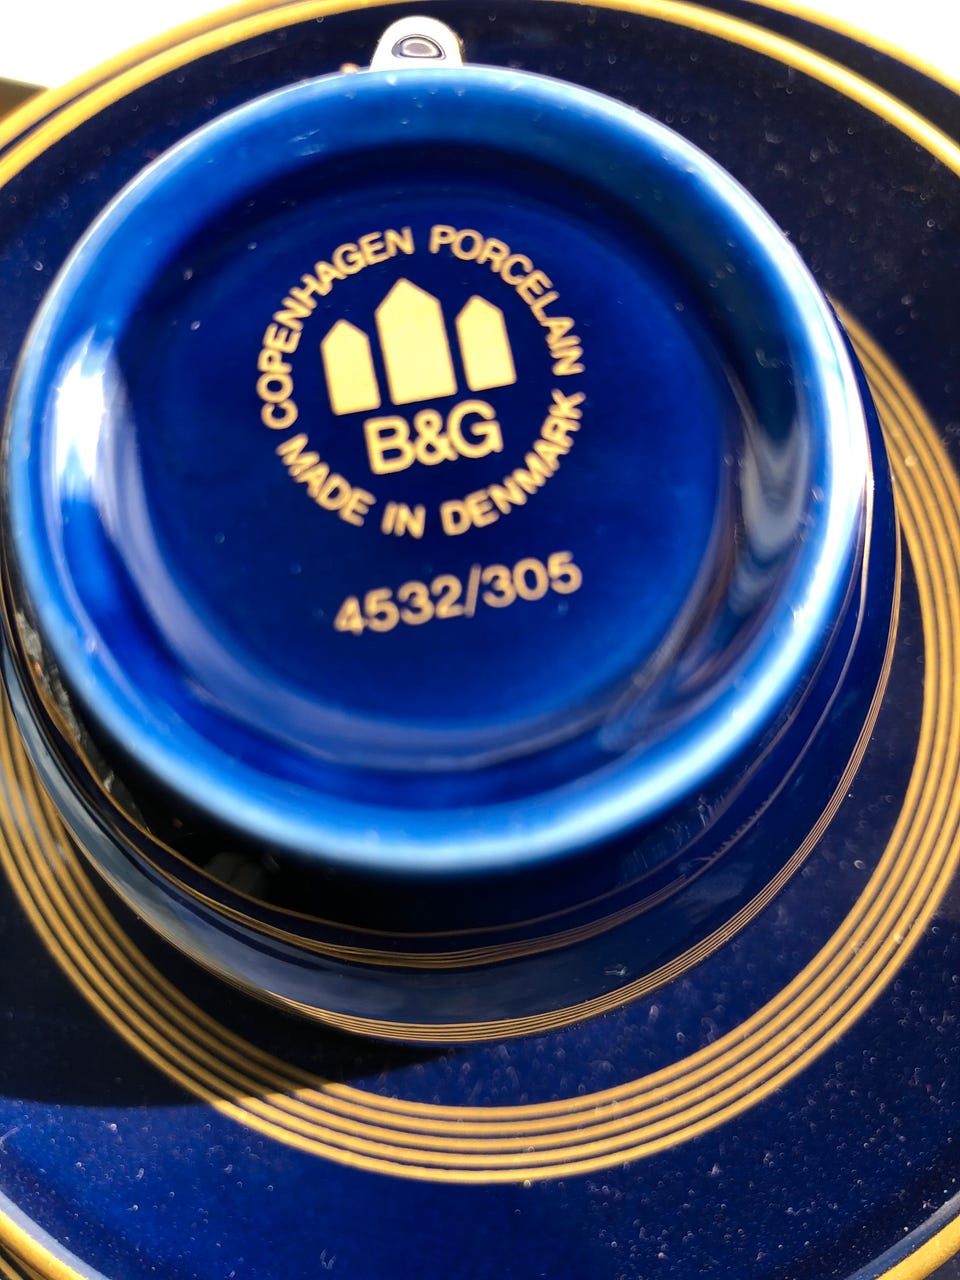 COPENHAGEN PORCELAIN
B&G
MADE IN DENMARK
4532/305